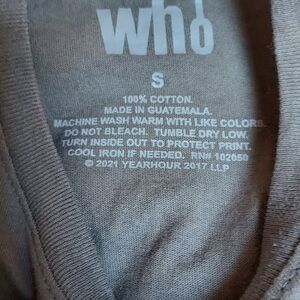 who
S
100% COTTON.
MADE IN GUATEMALA.
MACHINE WASH WARM WITH LIKE COLORS.
DO NOT BLEACH. TUMBLE DRY LOW.
TURN INSIDE OUT TO PROTECT PRINT.
COOL IRON IF NEEDED. RN# 102050
© 2021 YEARHOUR 2017 LLP